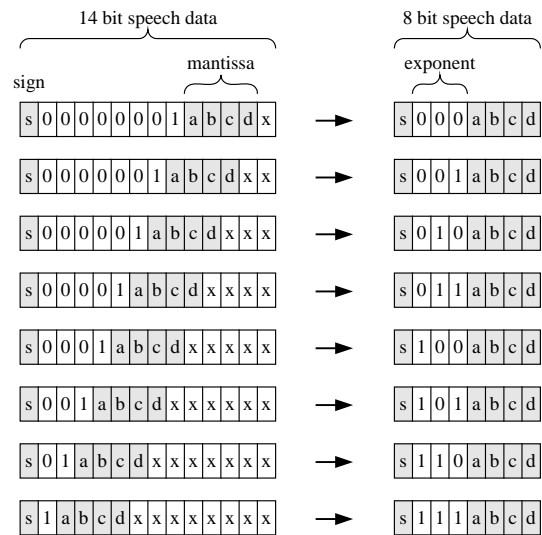 14 bit speech data 8 bit speech data
mantissa exponent
sign
s 0 0 0 0 0 0 0 1 a b c d x s 0 0 0 a b c d
s 0 0 0 0 0 0 1 a b c d x x s 0 0 1 a b c d
s 0 0 0 0 0 1 a b c d x x x s 0 1 0 a b c d
s 0 0 0 0 1 a b c d x x x x s 0 1 1 a b c d
s 0 0 0 1 a b c d x x x x x s 1 0 0 a b c d
s 0 0 1 a b c d x x x x x x s 1 0 1 a b c d
s 0 1 a b c d x x x x x x x s 1 1 0 a b c d
s 1 a b c d x x x x x x x x s 1 1 1 a b c d